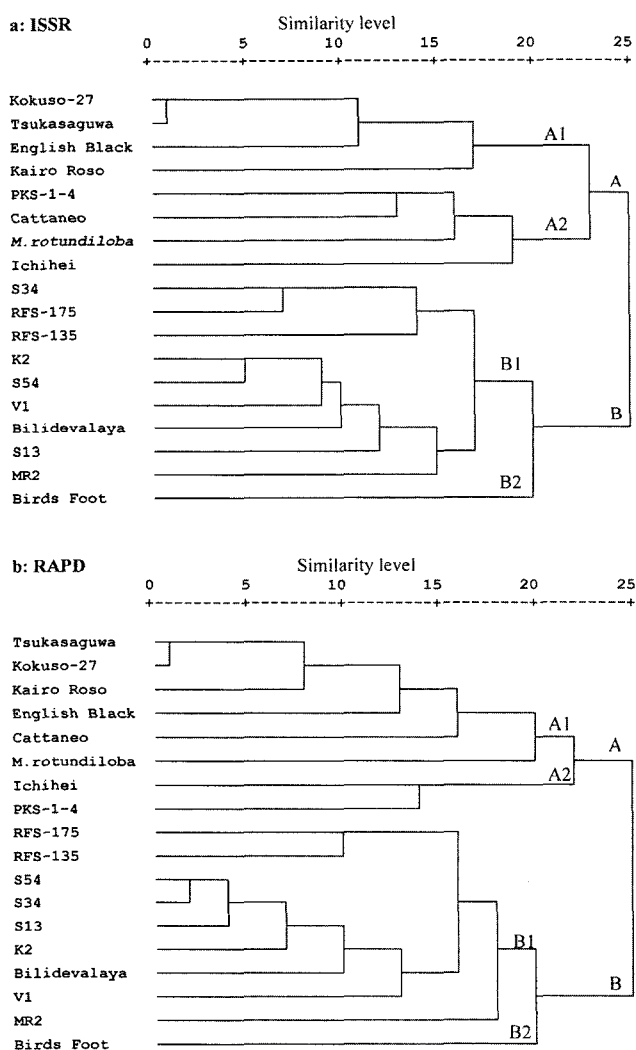 a: ISSR
Similarity level
0 5 10 15 20 25
Kokuso-27
Tsukasaguwa
English Black
A1
Kairo Roso
A
PKS-1-4
Cattaneo
A2
M.rotundiloba
Ichihei
S34
RFS-175
RFS-135
K2
B1
S54
V1
B
Bilidevalaya
S13
MR2
B2
Birds Foot
b: RAPD
Similarity level
0 5 10 15 20 25
Tsukasaguwa
Kokuso-27
Kairo Roso
English Black
A1
Cattaneo
A
M.rotundiloba
A2
Ichihei
PKS-1-4
RFS-175
RFS-135
S54
S34
S13
B1
K2
Bilidevalaya
B
V1
MR2
B2
Birds Foot